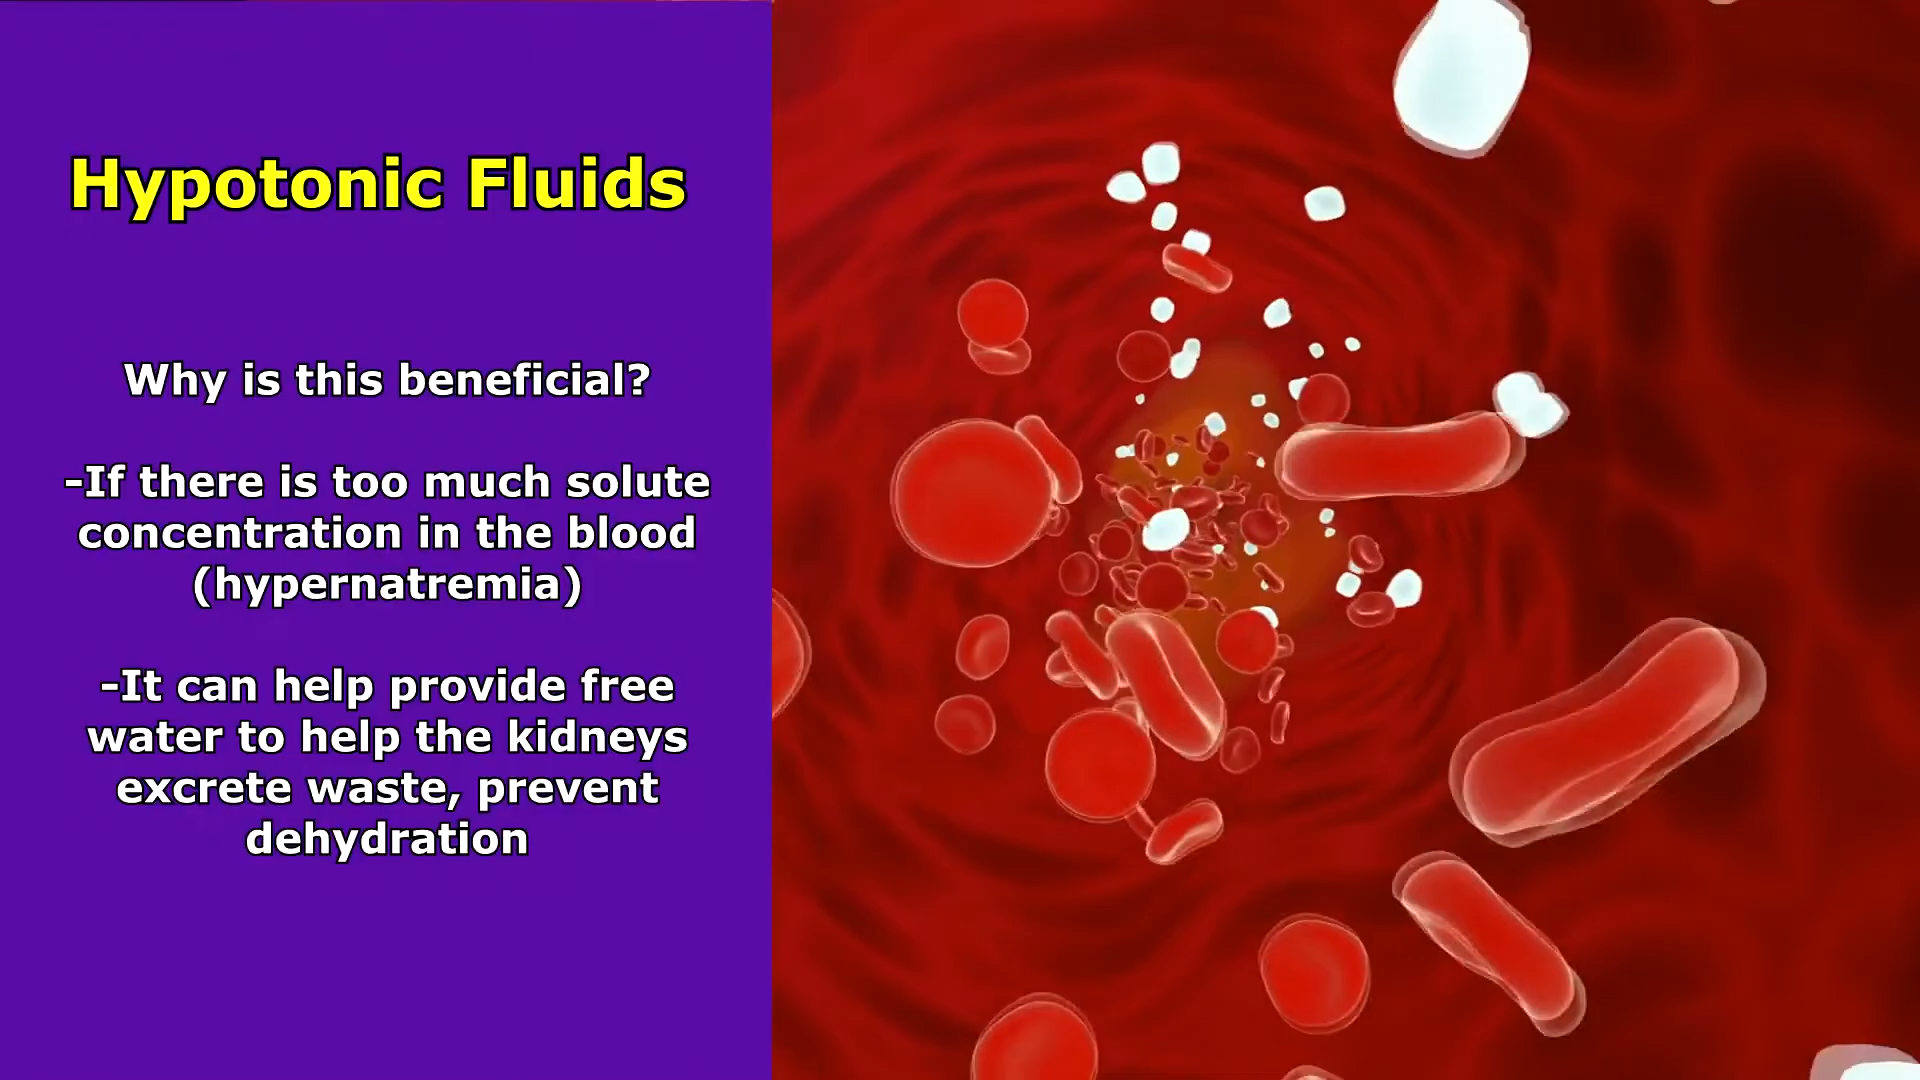 Hypotonic Fluids
Why is this beneficial?
-If there is too much solute
concentration in the blood
(hypernatremia)
-It can help provide free
water to help the kidneys
excrete waste, prevent
dehydration